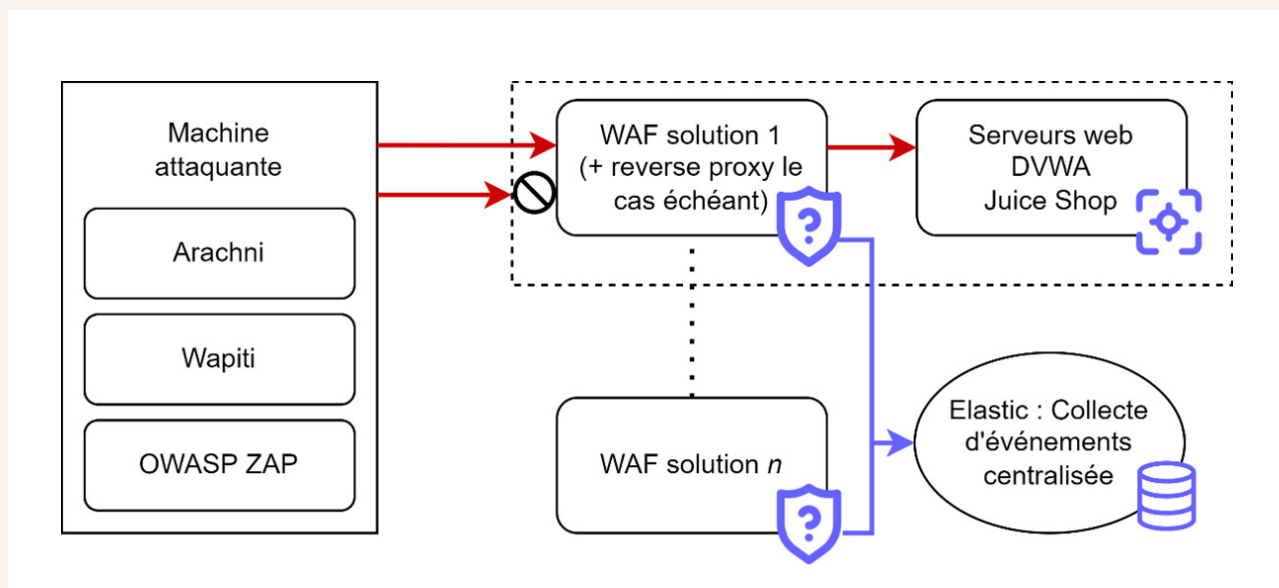 Machine
attaquante
Arachni
Wapiti
OWASP ZAP
WAF solution 1
(+ reverse proxy le
cas échéant)
?
Serveurs web
DVWA
Juice Shop
WAF solution n
?
Elastic : Collecte
d'événements
centralisée